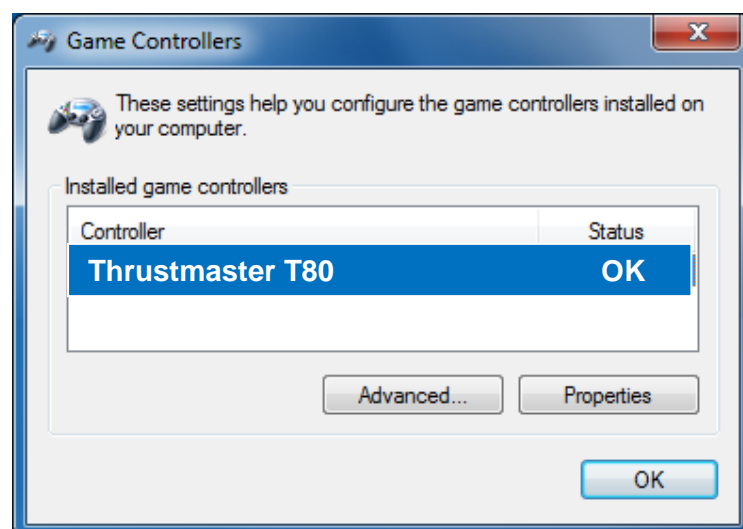 Game Controllers
X
These settings help you configure the game controllers installed on
your computer.
Installed game controllers
Controller Status
Thrustmaster T80 OK
Advanced... Properties
OK